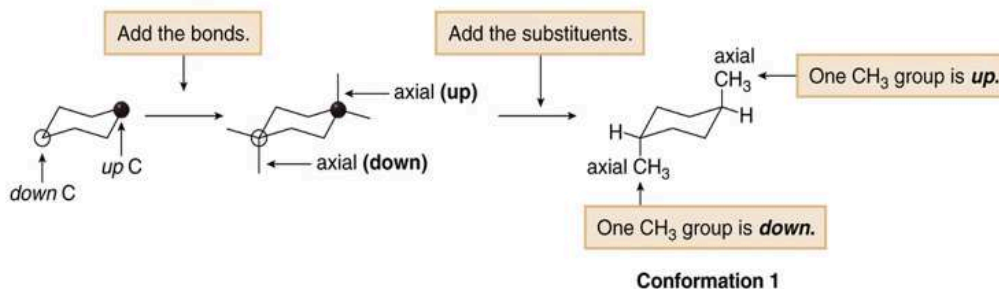 Add the bonds.
Add the substituents.
axial
CH3
One CH3 group is up.
axial (up)
H
H
axial (down)
up C
down C
axial CH3
One CH3 group is down.
Conformation 1